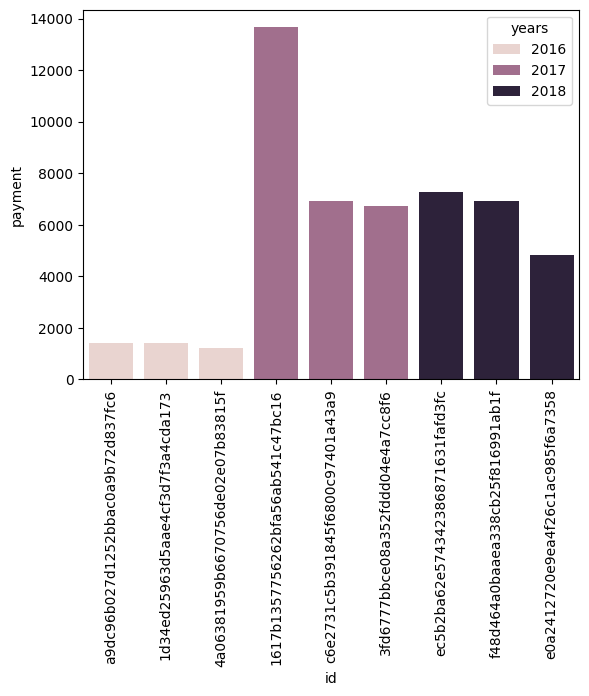 14000
12000
10000
8000
6000
4000
2000
0
payment
years
2016
2017
2018
a9dc96b027d1252bbac0a9b72d837fc6
1d34ed25963d5aae4cf3d7f3a4cda173
4a06381959b6670756de02e07b83815f
1617b1357756262bfa56ab541c47bc16
c6e2731c5b391845f6800c97401a43a9
3fd6777bbce08a352fddd04e4a7cc8f6
ec5b2ba62e574342386871631fafd3fc
f48d464a0baaea338cb25f816991ab1f
e0a2412720e9ea4f26c1ac985f6a7358
id